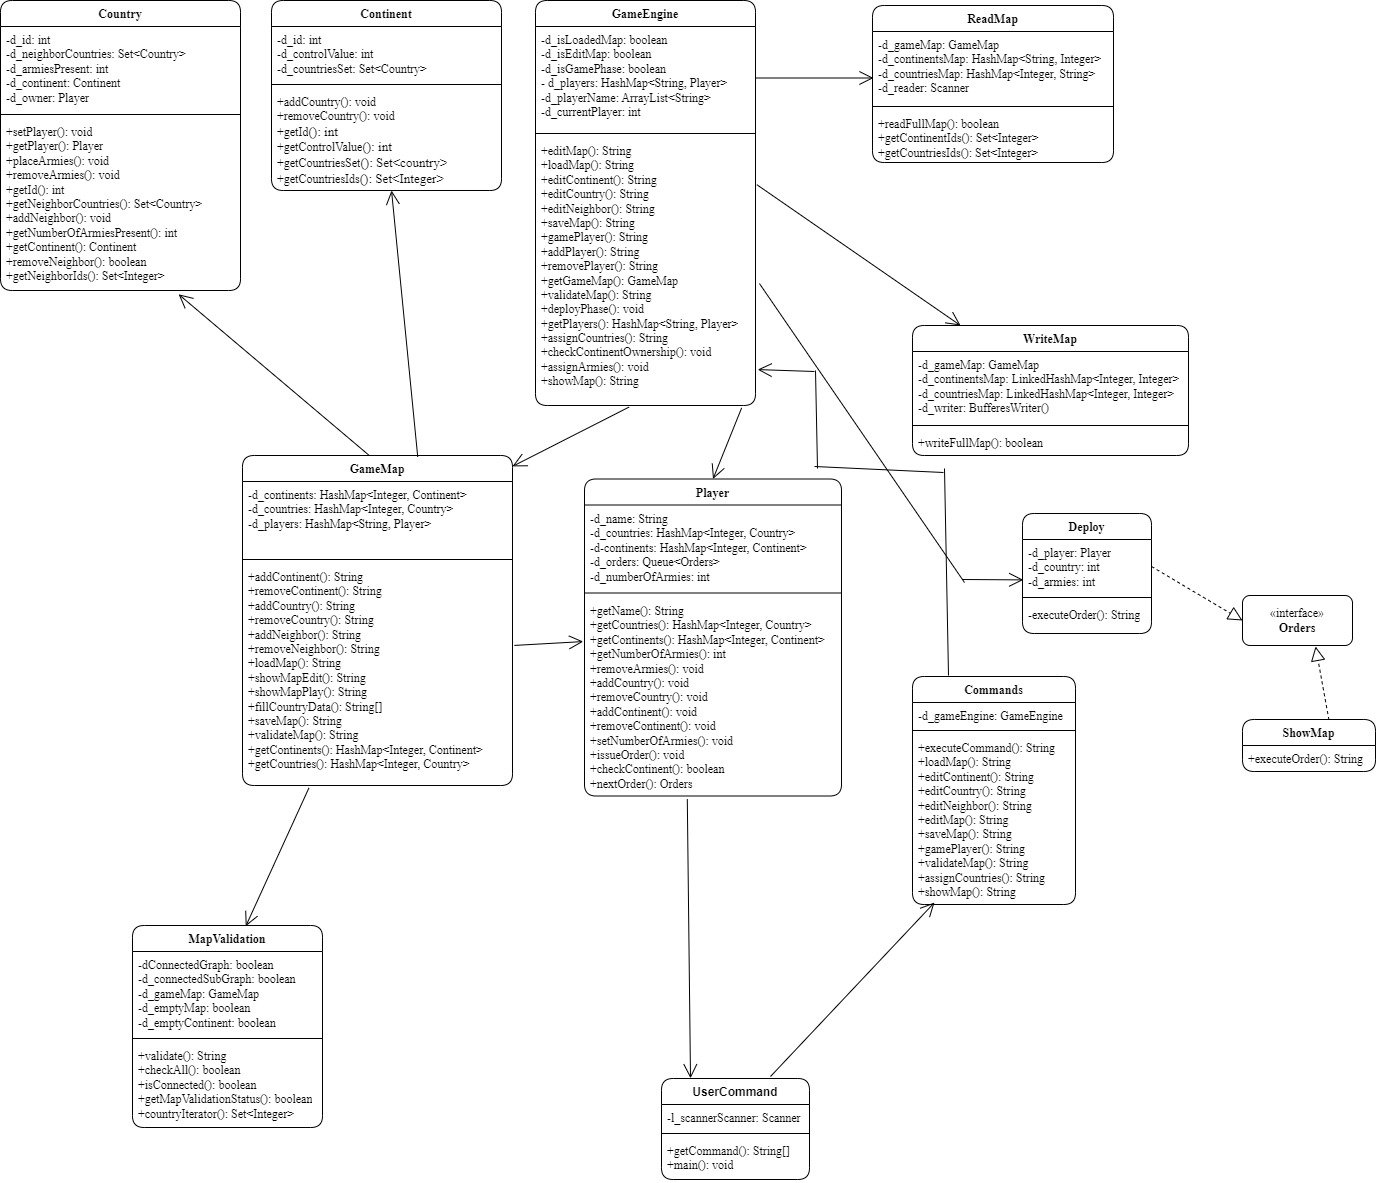 Country
-d_id: int
-d_neighborCountries: Set<Country>
-d_armiesPresent: int
-d_continent: Continent
-d_owner: Player
+setPlayer(): void
+getPlayer(): Player
+placeArmies(): void
+removeArmies(): void
+getId(): int
+getNeighborCountries(): Set<Country>
+addNeighbor(): void
+getNumberOfArmiesPresent(): int
+getContinent(): Continent
+removeNeighbor(): boolean
+getNeighborIds(): Set<Integer>
Continent
-d_id: int
-d_controlValue: int
-d_countriesSet: Set<Country>
+addCountry(): void
+removeCountry(): void
+getId(): int
+getControlValue(): int
+getCountriesSet(): Set<country>
+getCountriesIds(): Set<Integer>
GameEngine
-d_isLoadedMap: boolean
-d_isEditMap: boolean
-d_isGamePhase: boolean
- d_players: HashMap<String, Player>
-d_playerName: ArrayList<String>
-d_currentPlayer: int
+editMap(): String
+loadMap(): String
+editContinent(): String
+editCountry(): String
+editNeighbor(): String
+saveMap(): String
+gamePlayer(): String
+addPlayer(): String
+removePlayer(): String
+getGameMap(): GameMap
+validateMap(): String
+deployPhase(): void
+getPlayers(): HashMap<String, Player>
+assignCountries(): String
+checkContinentOwnership(): void
+assignArmies(): void
+showMap(): String
ReadMap
-d_gameMap: GameMap
-d_continentsMap: HashMap<String, Integer>
-d_countriesMap: HashMap<Integer, String>
-d_reader: Scanner
+readFullMap(): boolean
+getContinentIds(): Set<Integer>
+getCountriesIds(): Set<Integer>
WriteMap
-d_gameMap: GameMap
-d_continentsMap: LinkedHashMap<Integer, Integer>
-d_countriesMap: LinkedHashMap<Integer, Integer>
-d_writer: BufferesWriter()
+writeFullMap(): boolean
GameMap
-d_continents: HashMap<Integer, Continent>
-d_countries: HashMap<Integer, Country>
-d_players: HashMap<String, Player>
+addContinent(): String
+removeContinent(): String
+addCountry(): String
+removeCountry(): String
+addNeighbor(): String
+removeNeighbor(): String
+loadMap(): String
+showMapEdit(): String
+showMapPlay(): String
+fillCountryData(): String[]
+saveMap(): String
+validateMap(): String
+getContinents(): HashMap<Integer, Continent>
+getCountries(): HashMap<Integer, Country>
Player
-d_name: String
-d_countries: HashMap<Integer, Country>
-d-continents: HashMap<Integer, Continent>
-d_orders: Queue<Orders>
-d_numberOfArmies: int
+getName(): String
+getCountries(): HashMap<Integer, Country>
+getContinents(): HashMap<Integer, Continent>
+getNumberOfArmies(): int
+removeArmies(): void
+addCountry(): void
+removeCountry(): void
+addContinent(): void
+removeContinent(): void
+setNumberOfArmies(): void
+issueOrder(): void
+checkContinent(): boolean
+nextOrder(): Orders
Deploy
-d_player: Player
-d_country: int
-d_armies: int
-executeOrder(): String
«interface»
Orders
ShowMap
+executeOrder(): String
Commands
-d_gameEngine: GameEngine
+executeCommand(): String
+loadMap(): String
+editContinent(): String
+editCountry(): String
+editNeighbor(): String
+editMap(): String
+saveMap(): String
+gamePlayer(): String
+validateMap(): String
+assignCountries(): String
+showMap(): String
MapValidation
-dConnectedGraph: boolean
-d_connectedSubGraph: boolean
-d_gameMap: GameMap
-d_emptyMap: boolean
-d_emptyContinent: boolean
+validate(): String
+checkAll(): boolean
+isConnected(): boolean
+getMapValidationStatus(): boolean
+countryIterator(): Set<Integer>
UserCommand
-l_scannerScanner: Scanner
+getCommand(): String[]
+main(): void